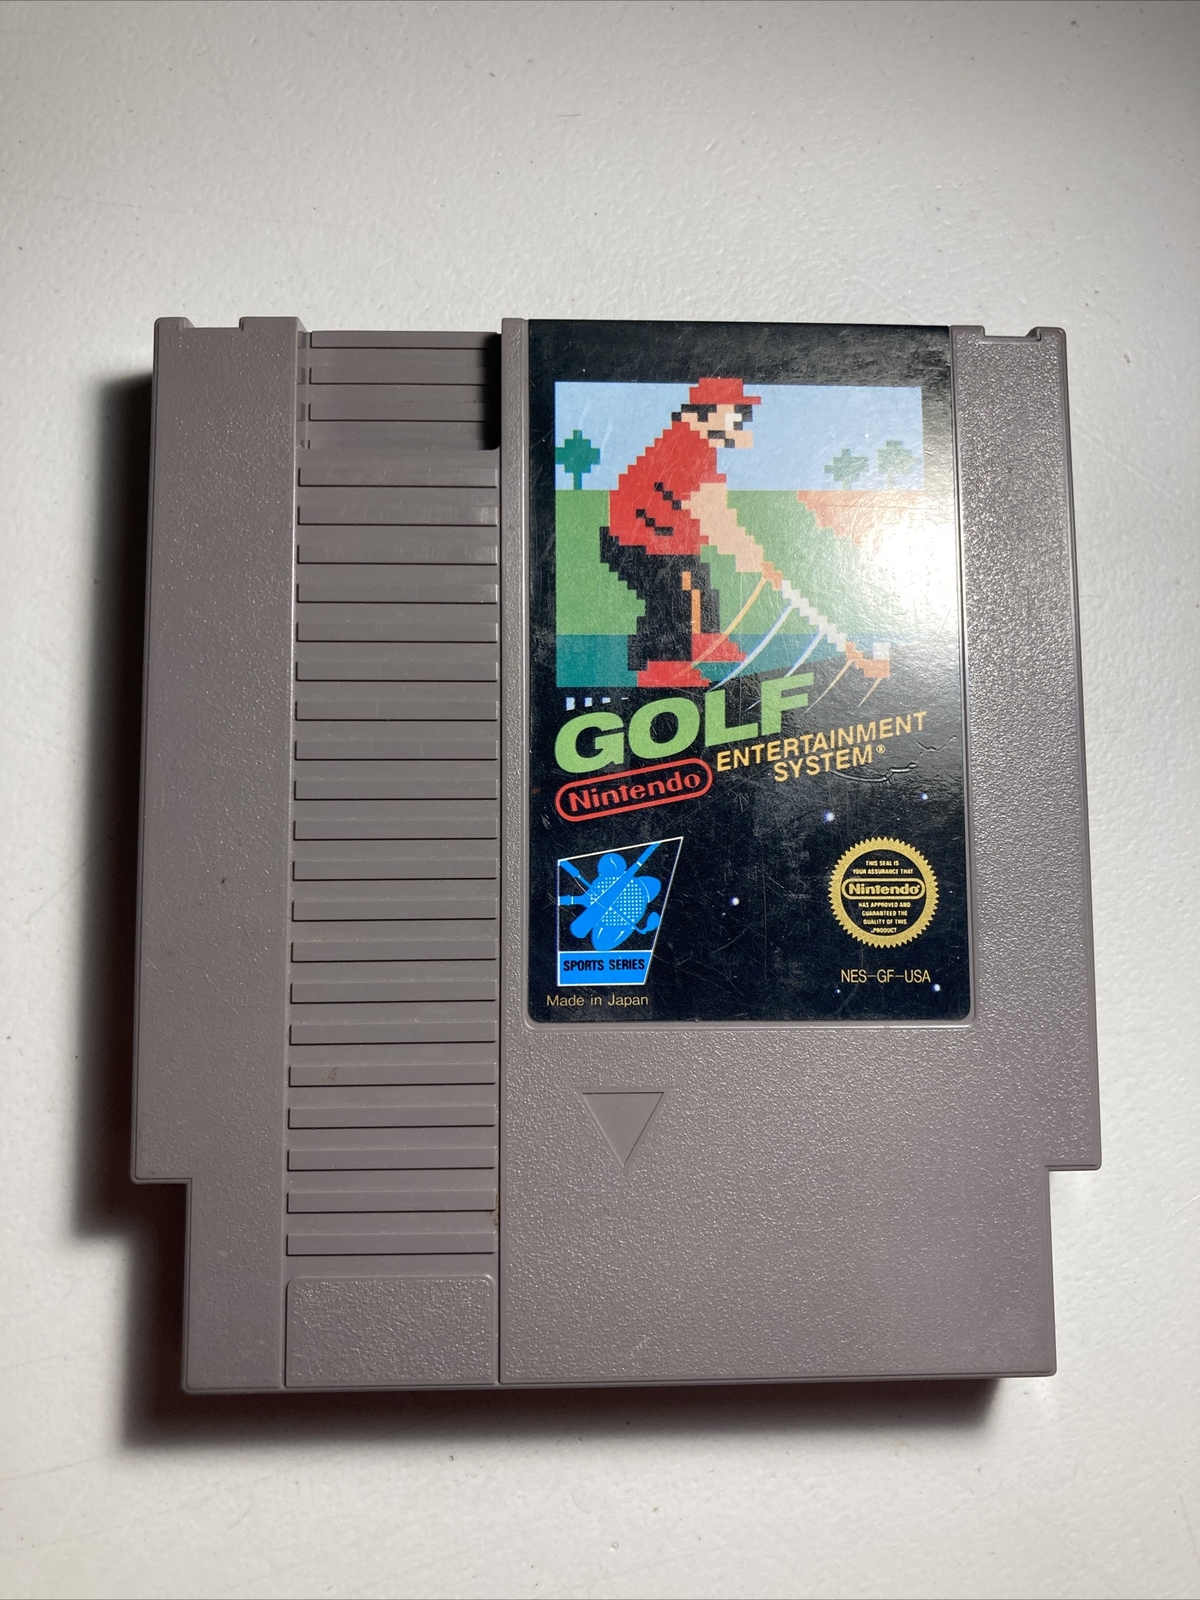 GOLF
Nintendo
ENTERTAINMENT
SYSTEM®
SPORTS SERIES
Made in Japan
THIS SEAL IS
YOUR ASSURANCE THAT
Nintendo®
HAS APPROVED AND
GUARANTEED THE
QUALITY OF THIS
PRODUCT
NES-GF-USA